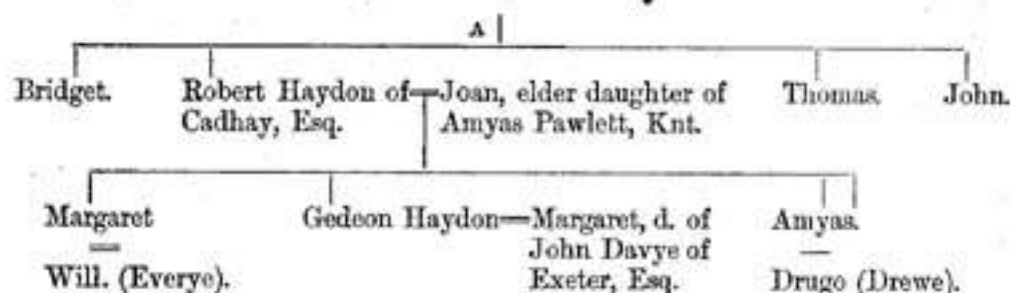 A
Bridget. Robert Haydon of Joan, elder daughter of Thomas. John.
Cadhay, Esq. Amyas Pawlett, Knt.
Margaret Gedeon Haydon Margaret, d. of Amyas.
John Davye of
Will. (Everye). Exeter, Esq. Drugo (Drewe).